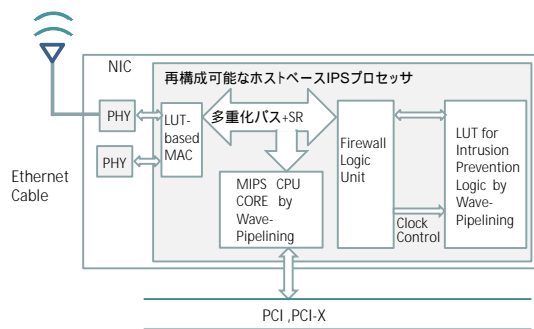 NIC
再構成可能なホストベースIPSプロセッサ
PHY
LUT-
based
MAC
多重化バス+SR
Firewall
Logic
Unit
LUT for
Intrusion
Prevention
Logic by
Wave-
Pipelining
PHY
Ethernet
Cable
MIPS CPU
CORE by
Wave-
Pipelining
Clock
Control
PCI ,PCI-X